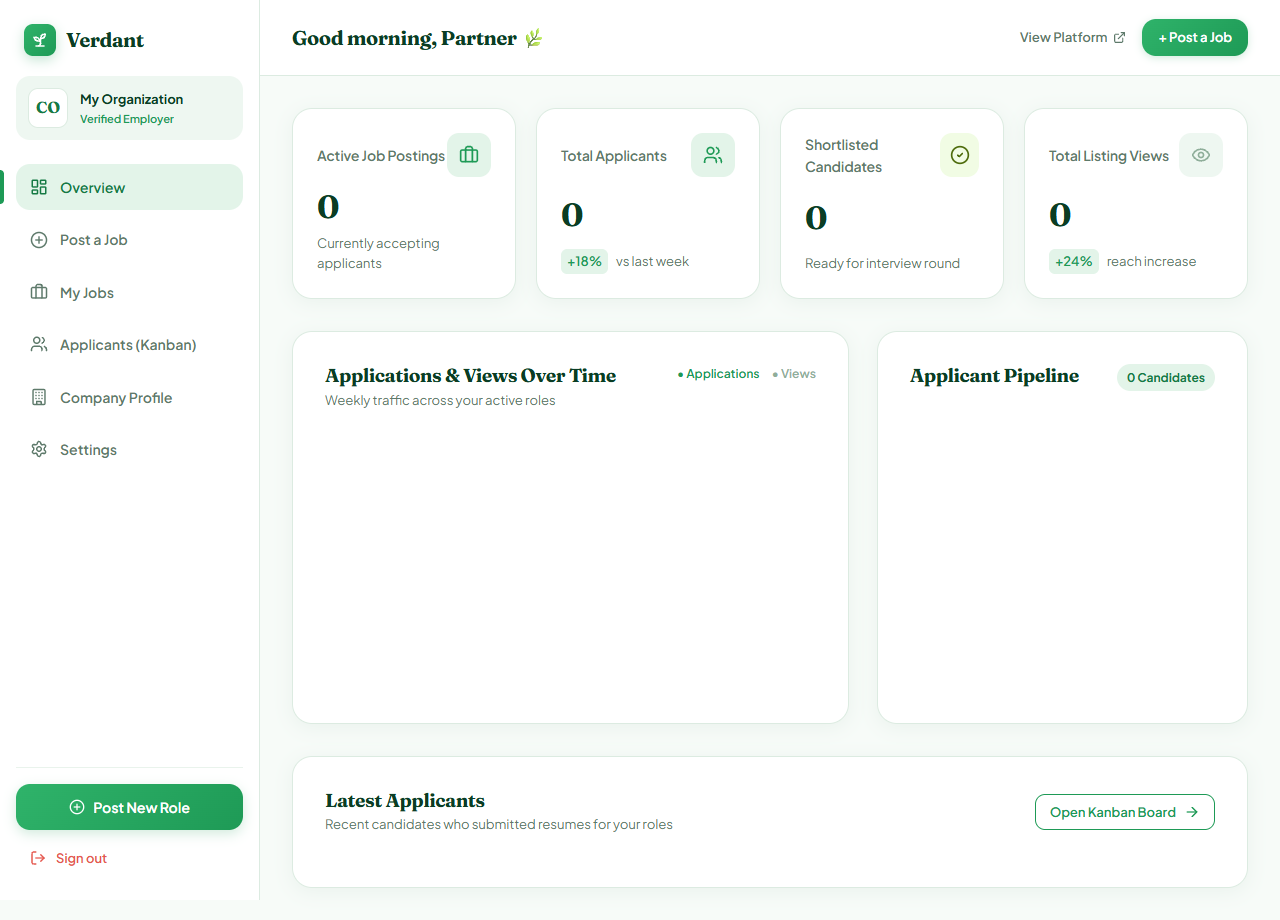 Verdant
CO
My Organization
Verified Employer
Overview
Post a Job
My Jobs
Applicants (Kanban)
Company Profile
Settings
Post New Role
Sign out
Good morning, Partner 🌿
View Platform
+ Post a Job
Active Job Postings
0
Currently accepting
applicants
Total Applicants
0
+18% vs last week
Shortlisted
Candidates
0
Ready for interview round
Total Listing Views
0
+24% reach increase
Applications & Views Over Time
Weekly traffic across your active roles
● Applications ● Views
Applicant Pipeline
0 Candidates
Latest Applicants
Recent candidates who submitted resumes for your roles
Open Kanban Board